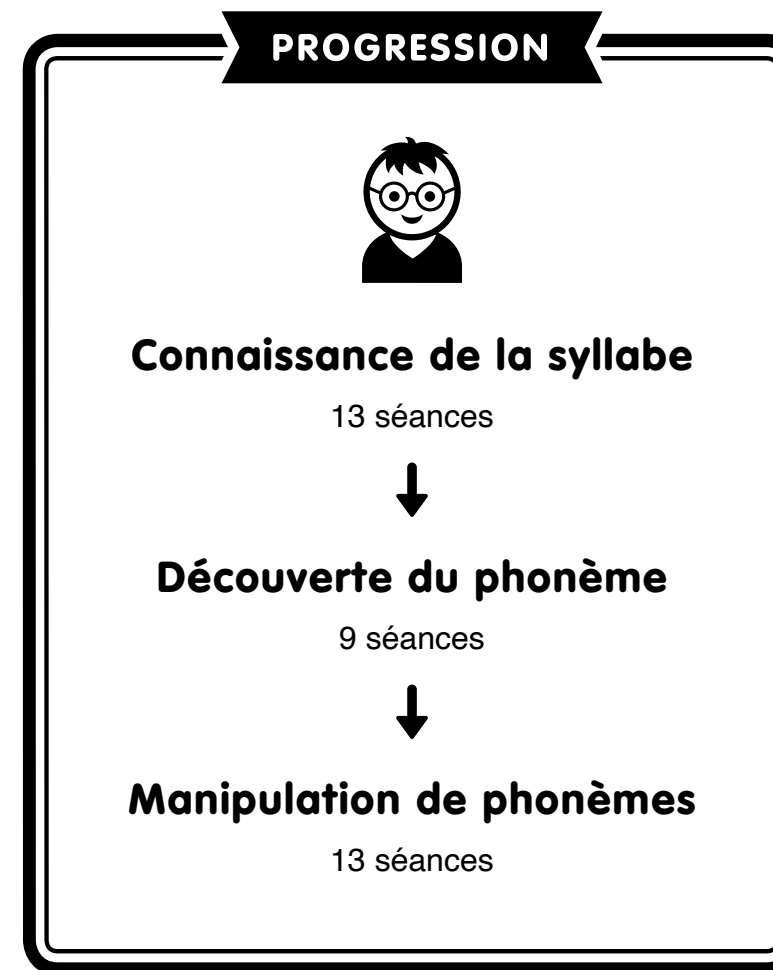 PROGRESSION
Connaissance de la syllabe
13 séances
Découverte du phonème
9 séances
Manipulation de phonèmes
13 séances